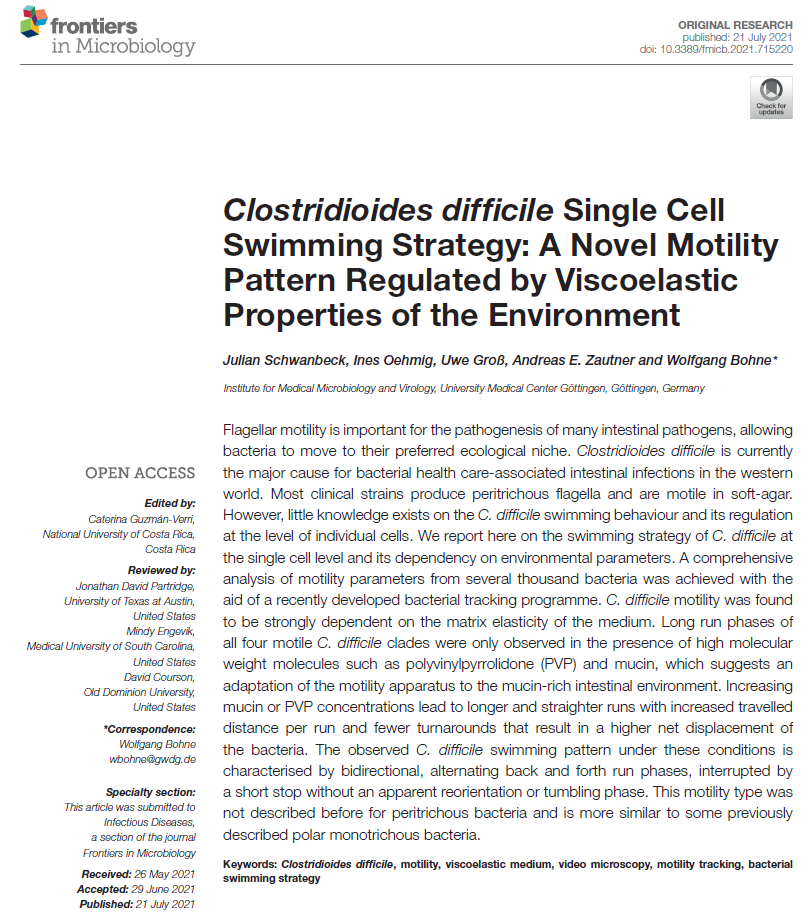 frontiers
in Microbiology
ORIGINAL RESEARCH
published: 21 July 2021
doi: 10.3389/fmicb.2021.715220
Check for
updates
Clostridioides difficile Single Cell
Swimming Strategy: A Novel Motility
Pattern Regulated by Viscoelastic
Properties of the Environment
Julian Schwanbeck, Ines Oehmig, Uwe Groß, Andreas E. Zautner and Wolfgang Bohne*
Institute for Medical Microbiology and Virology, University Medical Center Göttingen, Göttingen, Germany
OPEN ACCESS
Edited by:
Caterina Guzmán-Verri,
National University of Costa Rica,
Costa Rica
Reviewed by:
Jonathan David Partridge,
University of Texas at Austin,
United States
Mindy Engevik,
Medical University of South Carolina,
United States
David Courson,
Old Dominion University,
United States
*Correspondence:
Wolfgang Bohne
wbohne@gwdg.de
Specialty section:
This article was submitted to
Infectious Diseases,
a section of the journal
Frontiers in Microbiology
Received: 26 May 2021
Accepted: 29 June 2021
Published: 21 July 2021
Flagellar motility is important for the pathogenesis of many intestinal pathogens, allowing
bacteria to move to their preferred ecological niche. Clostridioides difficile is currently
the major cause for bacterial health care-associated intestinal infections in the western
world. Most clinical strains produce peritrichous flagella and are motile in soft-agar.
However, little knowledge exists on the C. difficile swimming behaviour and its regulation
at the level of individual cells. We report here on the swimming strategy of C. difficile at
the single cell level and its dependency on environmental parameters. A comprehensive
analysis of motility parameters from several thousand bacteria was achieved with the
aid of a recently developed bacterial tracking programme. C. difficile motility was found
to be strongly dependent on the matrix elasticity of the medium. Long run phases of
all four motile C. difficile clades were only observed in the presence of high molecular
weight molecules such as polyvinylpyrrolidone (PVP) and mucin, which suggests an
adaptation of the motility apparatus to the mucin-rich intestinal environment. Increasing
mucin or PVP concentrations lead to longer and straighter runs with increased travelled
distance per run and fewer turnarounds that result in a higher net displacement of
the bacteria. The observed C. difficile swimming pattern under these conditions is
characterised by bidirectional, alternating back and forth run phases, interrupted by
a short stop without an apparent reorientation or tumbling phase. This motility type was
not described before for peritrichous bacteria and is more similar to some previously
described polar monotrichous bacteria.
Keywords: Clostridioides difficile, motility, viscoelastic medium, video microscopy, motility tracking, bacterial
swimming strategy